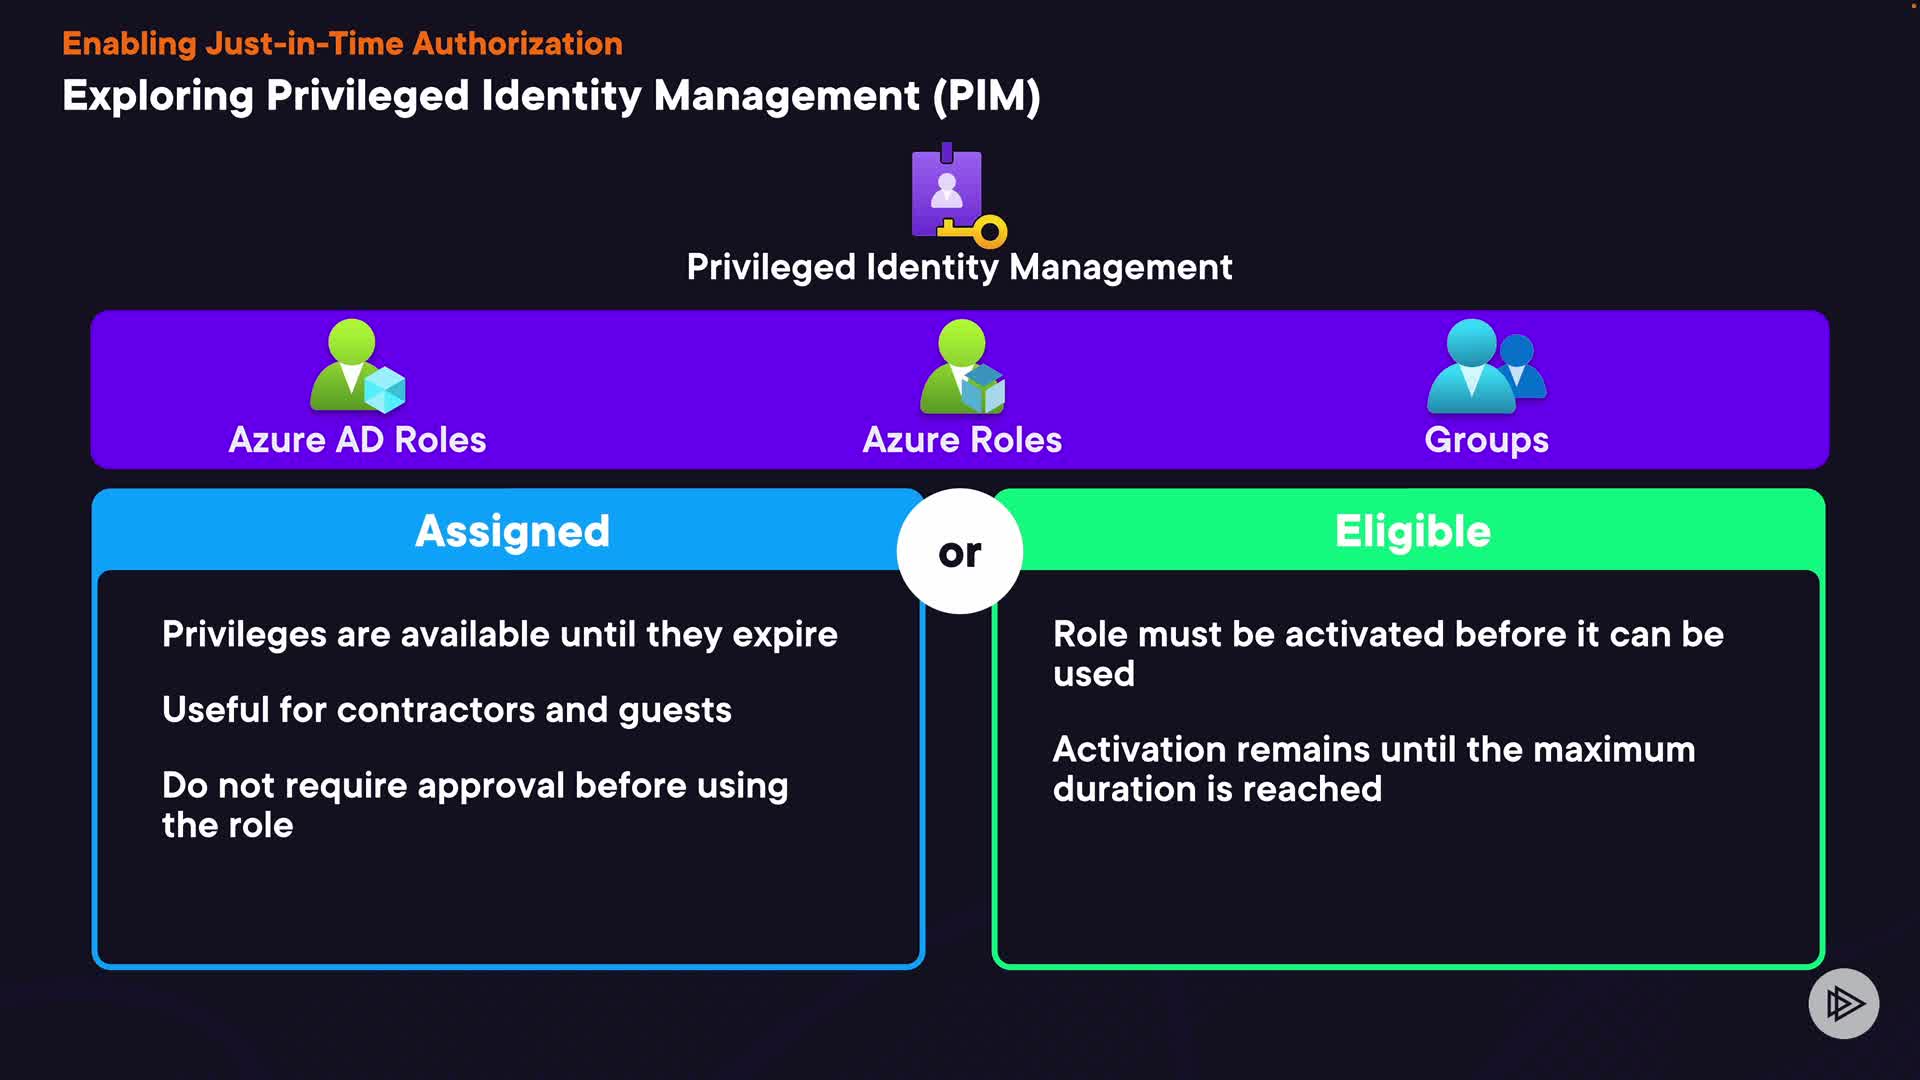 Enabling Just-in-Time Authorization
Exploring Privileged Identity Management (PIM)
Privileged Identity Management
Azure AD Roles
Azure Roles
Groups
Assigned
or
Eligible
Privileges are available until they expire
Useful for contractors and guests
Do not require approval before using
the role
Role must be activated before it can be
used
Activation remains until the maximum
duration is reached